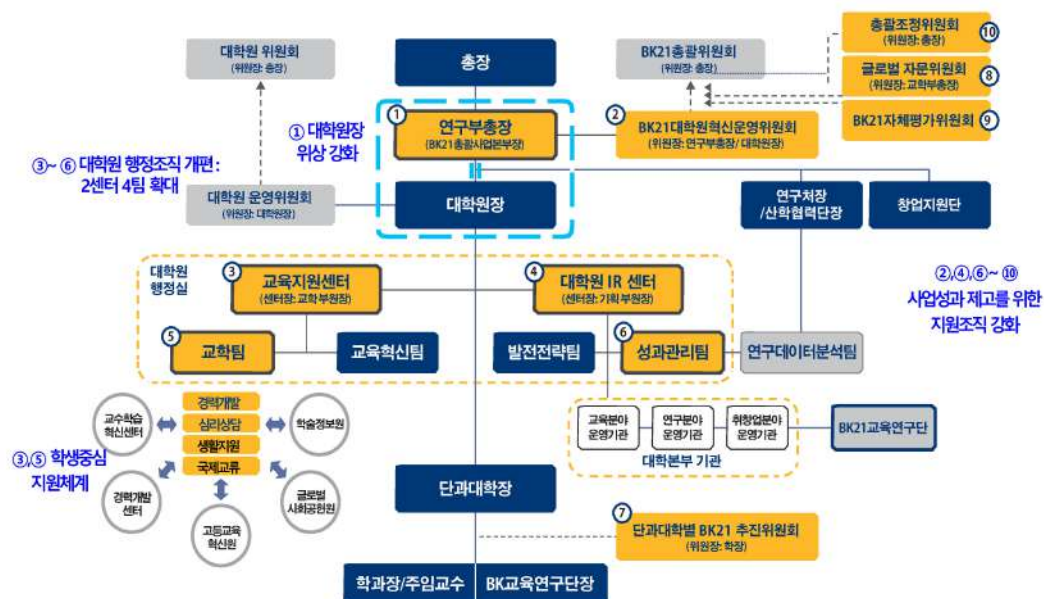 대학원 위원회
(위원장: 총장)
총장
BK21총괄위원회
(위원장: 총장)
총괄조정위원회
(위원장: 총장)
⑩
글로벌 자문위원회
(위원장: 교학부총장)
⑧
BK21자체평가위원회
⑨
①
연구부총장
(BK21총괄사업본부장)
②
BK21대학원혁신운영위원회
(위원장: 연구부총장/ 대학원장)
① 대학원장
위상 강화
③~ ⑥ 대학원 행정조직 개편 :
2센터 4팀 확대
대학원 운영위원회
(위원장: 대학원장)
대학원장
연구처장
/산학협력단장
창업지원단
대학원
행정실
③
교육지원센터
(센터장: 교학부원장)
④
대학원 IR 센터
(센터장: 기획부원장)
②,④,⑥~ ⑩
사업성과 제고를 위한
지원조직 강화
⑤
교학팀
교육혁신팀
발전전략팀
⑥
성과관리팀
연구데이터분석팀
교수학습
혁신센터
경력개발
심리상담
생활지원
국제교류
학술정보원
경력개발
센터
고등교육
혁신원
글로벌
사회공헌원
③,⑤ 학생중심
지원체계
교육분야
운영기관
연구분야
운영기관
취창업분야
운영기관
대학본부 기관
BK21교육연구단
단과대학장
⑦
단과대학별 BK21 추진위원회
(위원장: 학장)
학과장/주임교수
BK교육연구단장